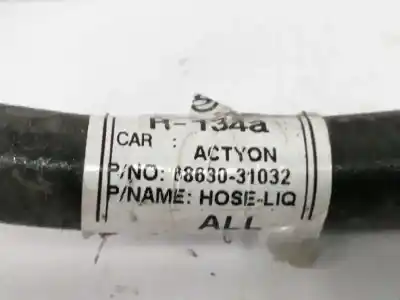 R-134a
CAR : ACTYON
P/NO: 68630-31032
P/NAME: HOSE-LIQ
ALL